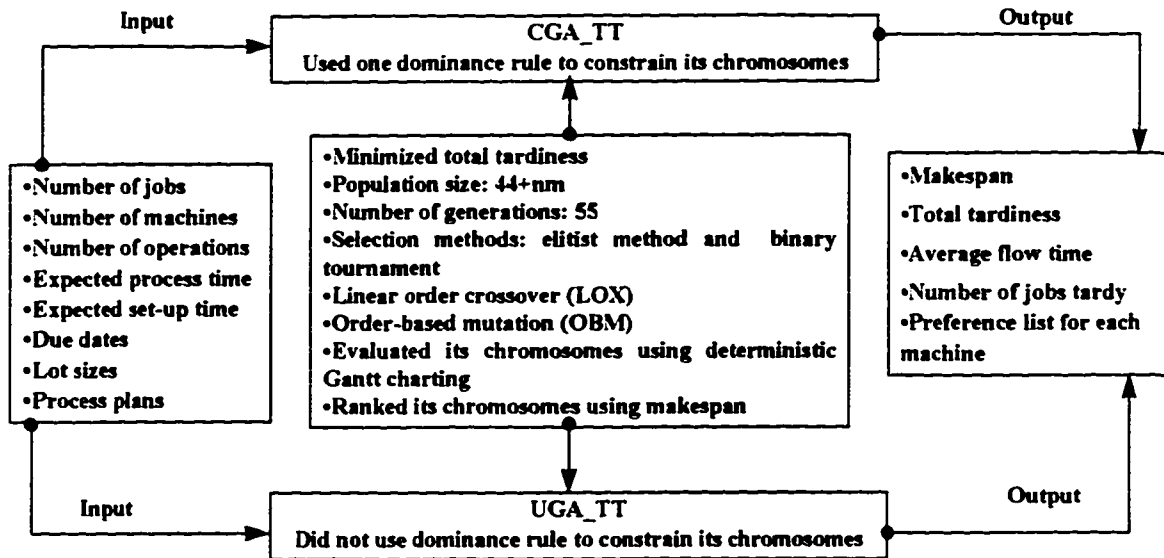 Input
CGA_TT
Used one dominance rule to constrain its chromosomes
Output
•Number of jobs
•Number of machines
•Number of operations
•Expected process time
•Expected set-up time
•Due dates
•Lot sizes
•Process plans
•Minimized total tardiness
•Population size: 44+nm
•Number of generations: 55
•Selection methods: elitist method and binary
tournament
•Linear order crossover (LOX)
•Order-based mutation (OBM)
•Evaluated its chromosomes using deterministic
Gantt charting
•Ranked its chromosomes using makespan
•Makespan
•Total tardiness
•Average flow time
•Number of jobs tardy
•Preference list for each
machine
Input
UGA_TT
Did not use dominance rule to constrain its chromosomes
Output